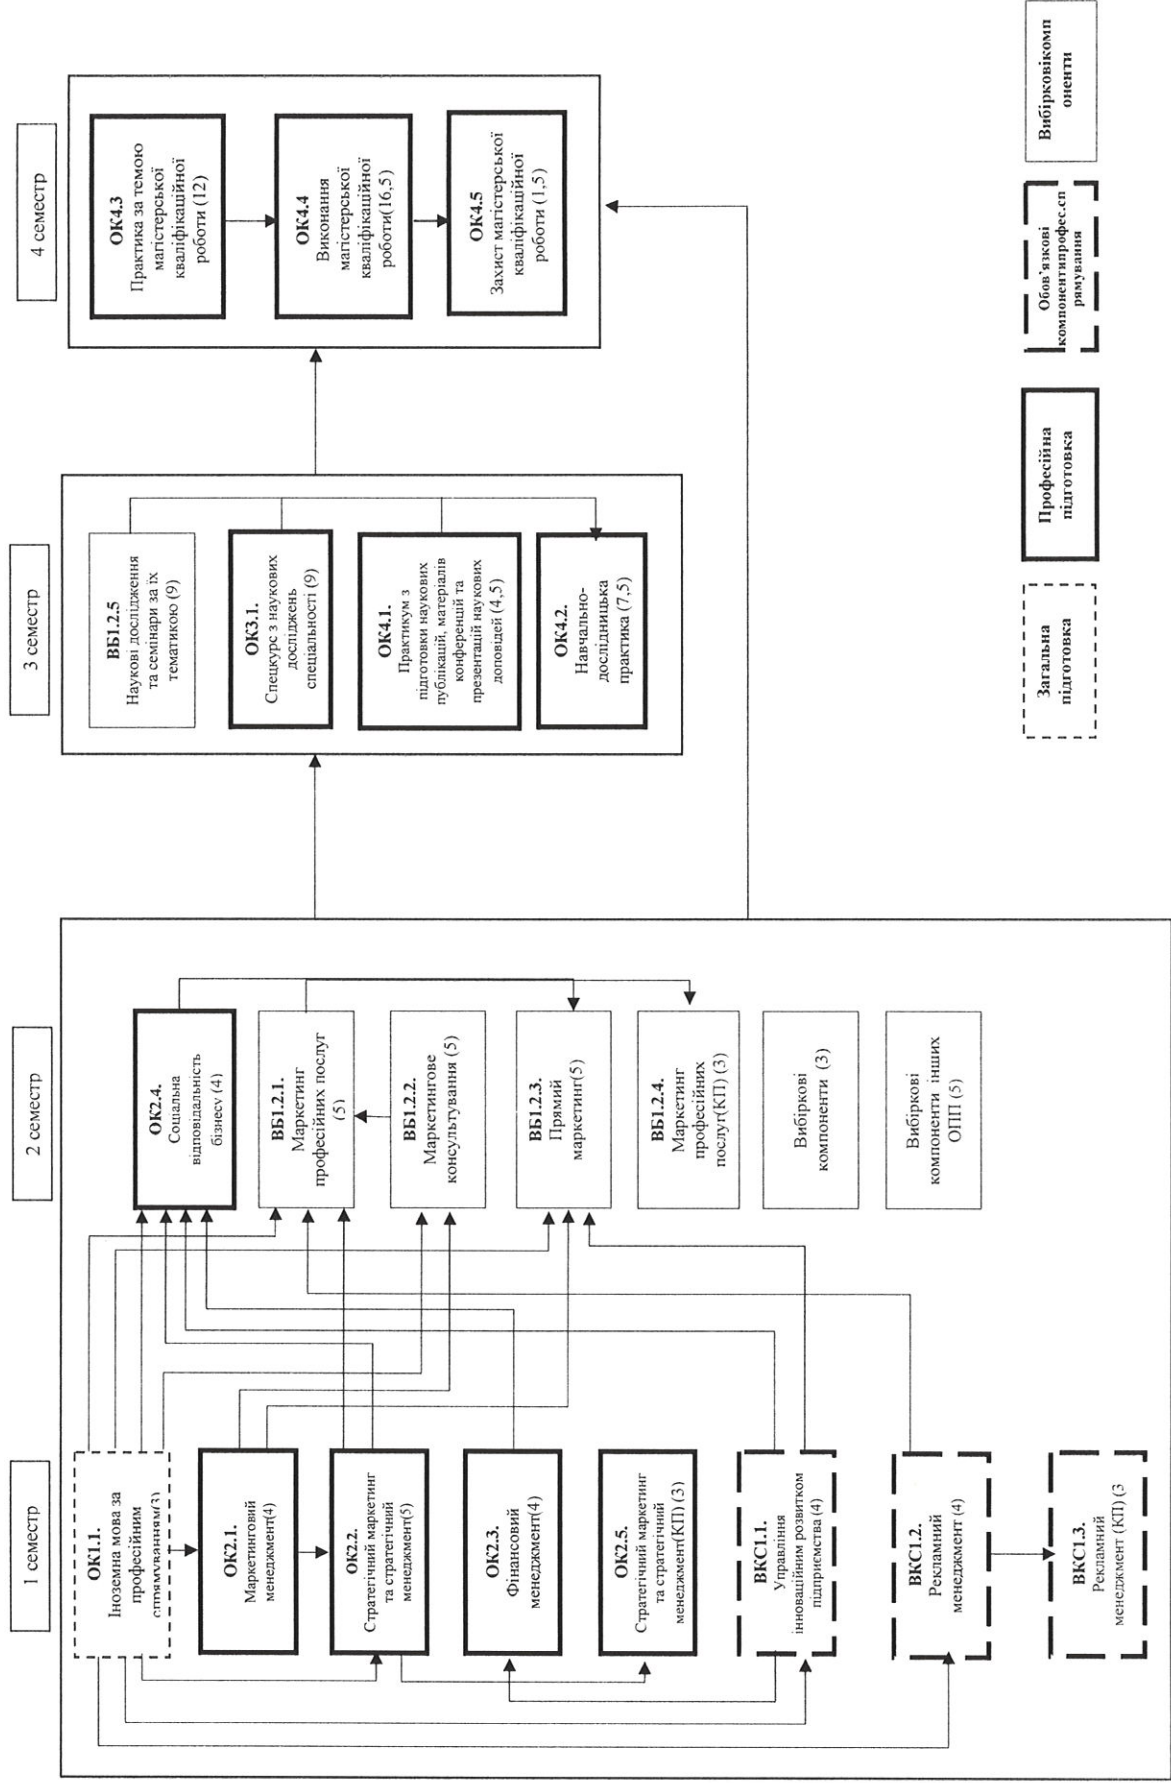 1 семестр
ОК1.1.
Іноземна мова за
професійним
спрямуванням(3)
ОК2.1.
Маркетинговий
менеджмент(4)
ОК2.2.
Стратегічний маркетинг
та стратегічний
менеджмент(5)
ОК2.3.
Фінансовий
менеджмент(4)
ОК2.5.
Стратегічний маркетинг
та стратегічний
менеджмент(КП) (3)
ВКС1.1.
Управління
інноваційним розвитком
підприємства (4)
ВКС1.2.
Рекламний
менеджмент (4)
ВКС1.3.
Рекламний
менеджмент (КП) (3
2 семестр
ОК2.4.
Соціальна
відповідальність
бізнесу (4)
ВБ1.2.1.
Маркетинг
професійних послуг
(5)
ВБ1.2.2.
Маркетингове
консультування (5)
ВБ1.2.3.
Прямий
маркетинг(5)
ВБ1.2.4.
Маркетинг
професійних
послуг(КП) (3)
Вибіркові
компоненти (3)
Вибіркові
компоненти інших
ОПП (5)
3 семестр
ВБ1.2.5
Наукові дослідження
та семінари за їх
тематикою (9)
ОК3.1.
Спецкурс з наукових
досліджень
спеціальності (9)
ОК4.1.
Практикум з
підготовки наукових
публікацій, матеріалів
конференцій та
презентацій наукових
доповідей (4,5)
ОК4.2.
Навчально-
дослідницька
практика (7,5)
4 семестр
ОК4.3
Практика за темою
магістерської
кваліфікаційної
роботи (12)
ОК4.4
Виконання
магістерської
кваліфікаційної
роботи(16,5)
ОК4.5
Захист магістерської
кваліфікаційної
роботи (1,5)
Загальна
підготовка
Професійна
підготовка
Обов'язкові
компонентипрофес.сп
рямування
Вибірковікомп
оненти